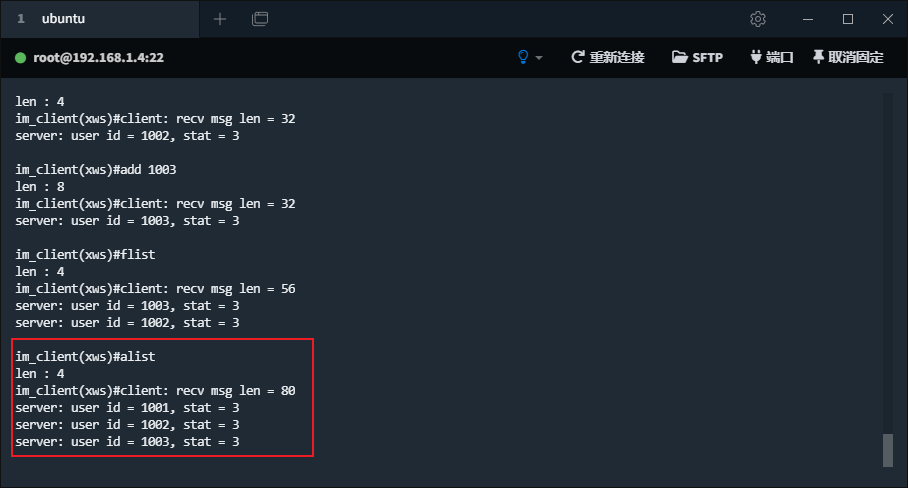 1 ubuntu
root@192.168.1.4:22 重新连接 SFTP 端口 取消固定
len : 4
im_client(xws)#client: recv msg len = 32
server: user id = 1002, stat = 3
im_client(xws)#add 1003
len : 8
im_client(xws)#client: recv msg len = 32
server: user id = 1003, stat = 3
im_client(xws)#flist
len : 4
im_client(xws)#client: recv msg len = 56
server: user id = 1003, stat = 3
server: user id = 1002, stat = 3
im_client(xws)#alist
len : 4
im_client(xws)#client: recv msg len = 80
server: user id = 1001, stat = 3
server: user id = 1002, stat = 3
server: user id = 1003, stat = 3